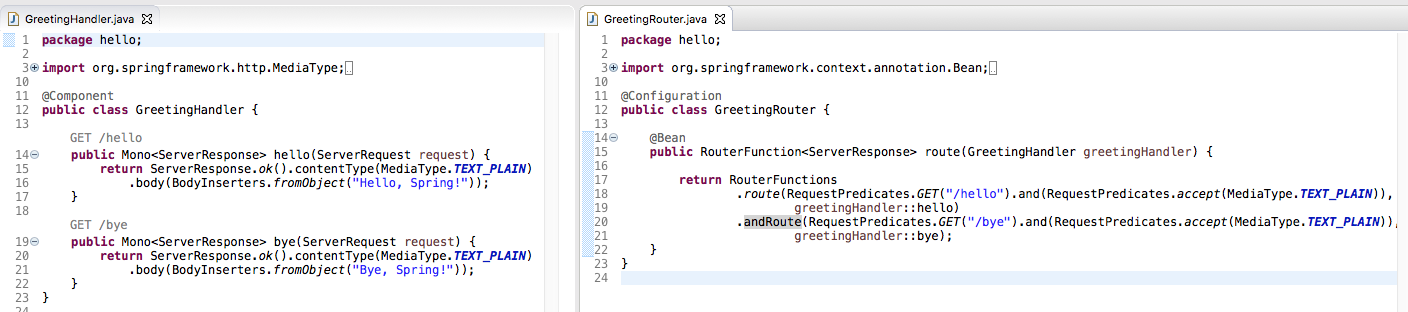 GreetingHandler.java
1 package hello;
2
3 import org.springframework.http.MediaType;
10
11 @Component
12 public class GreetingHandler {
13
GET /hello
14 public Mono<ServerResponse> hello(ServerRequest request) {
15 return ServerResponse.ok().contentType(MediaType.TEXT_PLAIN)
16 .body(BodyInserters.fromObject("Hello, Spring!"));
17 }
18
GET /bye
19 public Mono<ServerResponse> bye(ServerRequest request) {
20 return ServerResponse.ok().contentType(MediaType.TEXT_PLAIN)
21 .body(BodyInserters.fromObject("Bye, Spring!"));
22 }
23 }
24
GreetingRouter.java
1 package hello;
2
3 import org.springframework.context.annotation.Bean;
10
11 @Configuration
12 public class GreetingRouter {
13
14 @Bean
15 public RouterFunction<ServerResponse> route(GreetingHandler greetingHandler) {
16
17 return RouterFunctions
18 .route(RequestPredicates.GET("/hello").and(RequestPredicates.accept(MediaType.TEXT_PLAIN)),
19 greetingHandler::hello)
20 .andRoute(RequestPredicates.GET("/bye").and(RequestPredicates.accept(MediaType.TEXT_PLAIN)),
21 greetingHandler::bye);
22 }
23 }
24